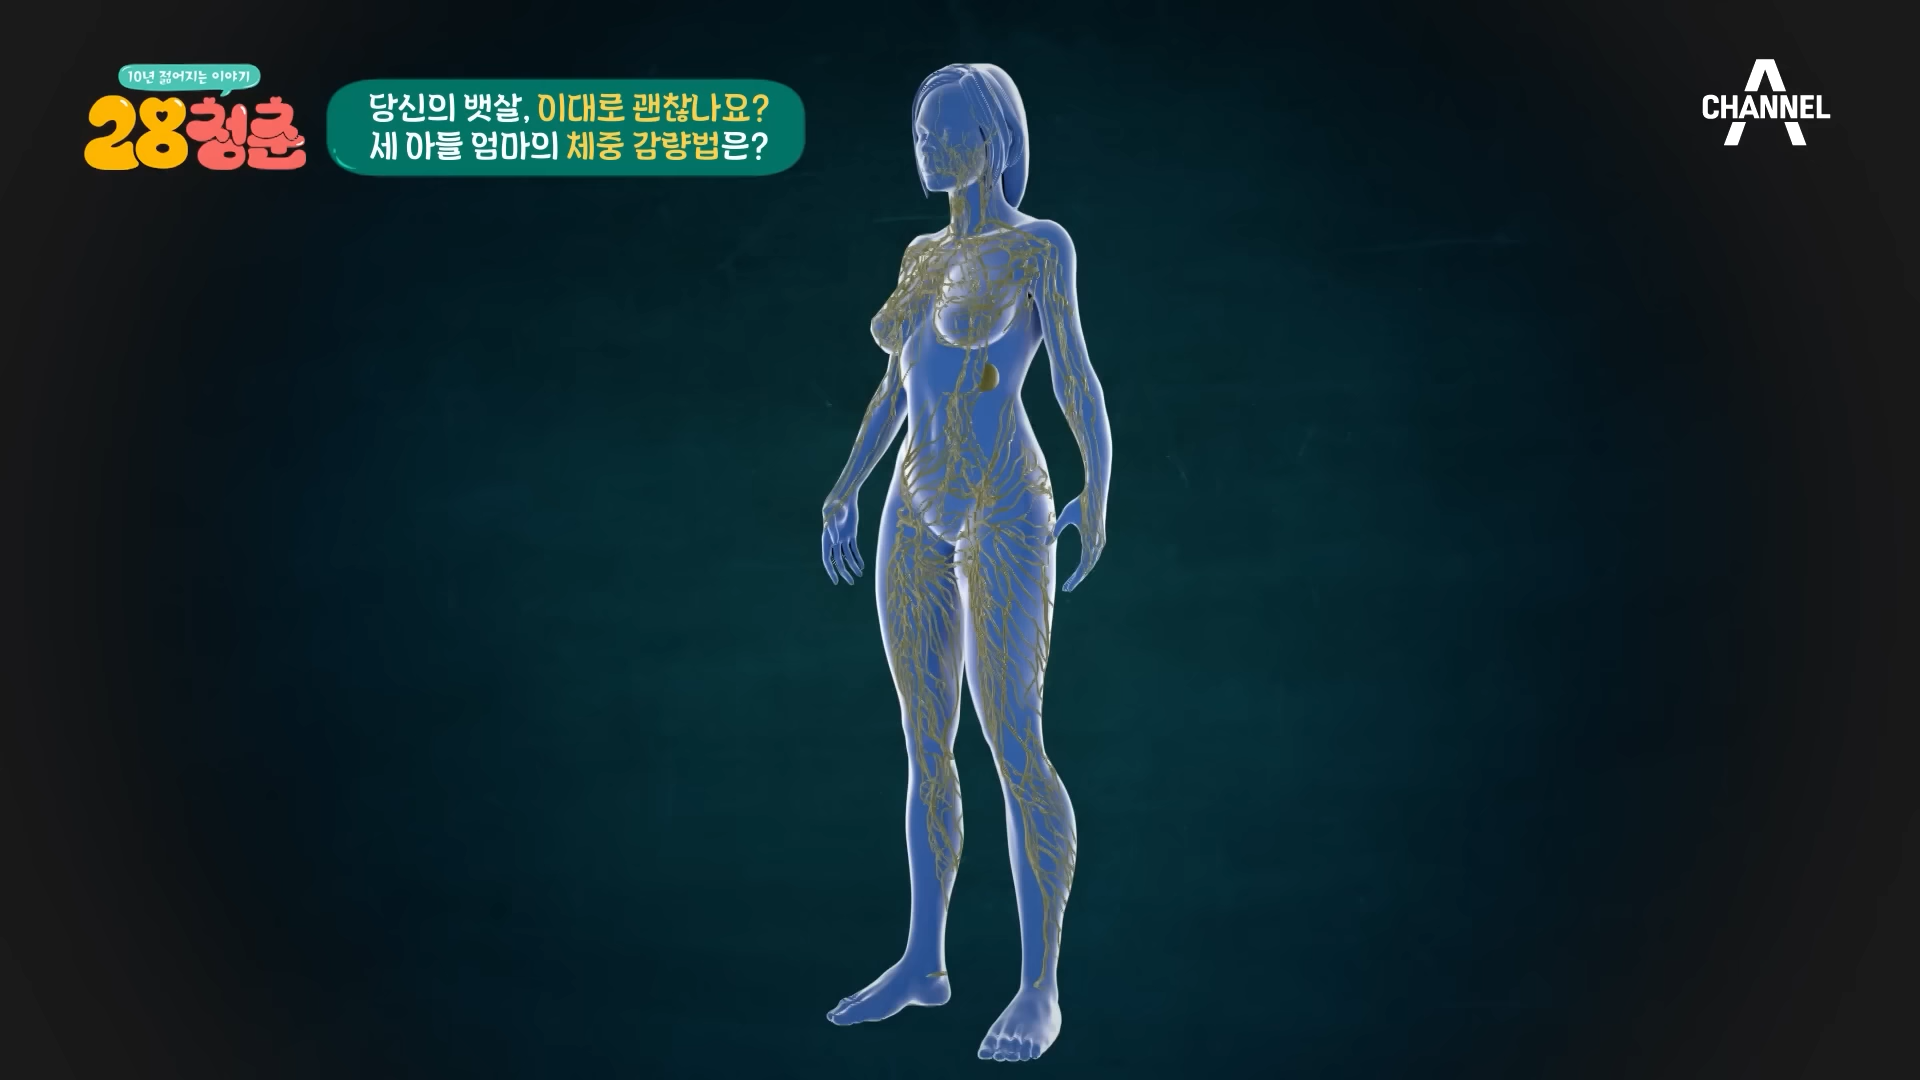 10년 젊어지는 이야기
28청춘
당신의 뱃살, 이대로 괜찮나요?
세 아들 엄마의 체중 감량법은?
CHANNEL A